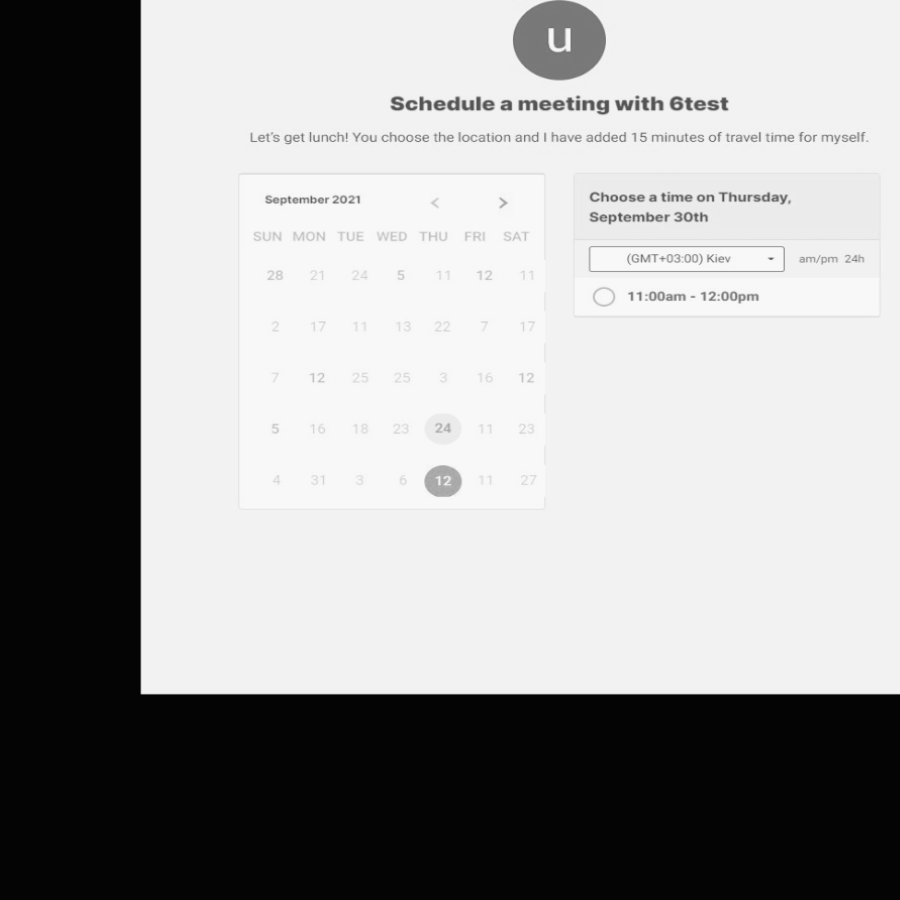 u
Schedule a meeting with 6test
Let's get lunch! You choose the location and I have added 15 minutes of travel time for myself.
September 2021 < >
SUN MON TUE WED THU FRI SAT
28 21 24 5 11 12 11
2 17 11 13 22 7 17
7 12 25 25 3 16 12
5 16 18 23 24 11 23
4 31 3 6 12 11 27
Choose a time on Thursday,
September 30th
(GMT+03:00) Kiev am/pm 24h
11:00am - 12:00pm